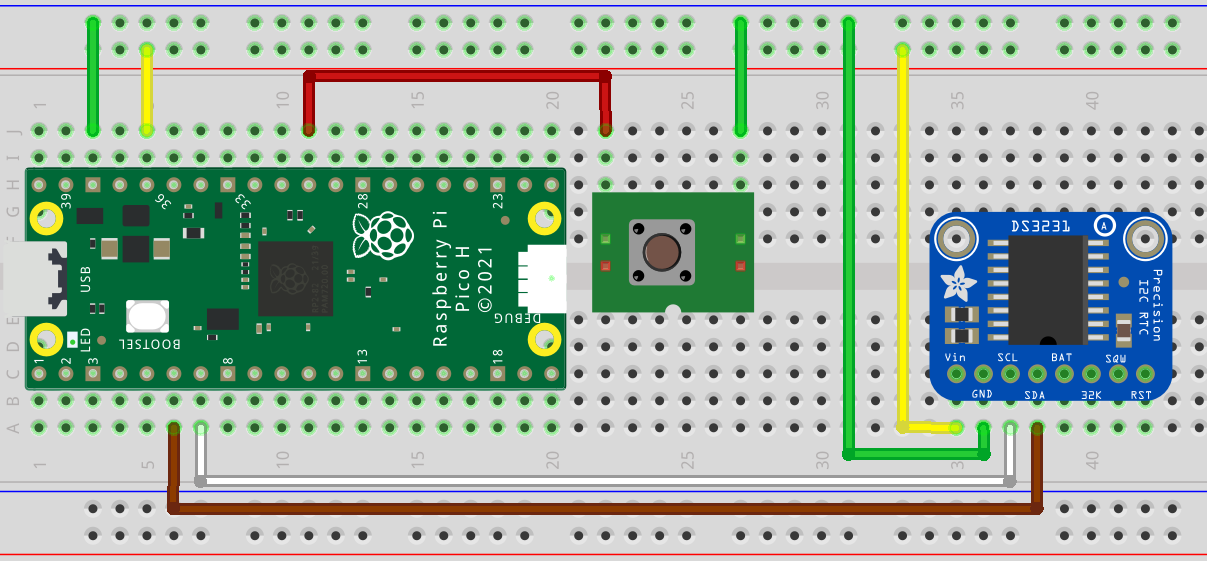 1
5
10
15
20
25
30
35
40
J
I
H
G
F
E
D
C
B
A
39
36
33
28
23
USB
BOOTSEL
LED
Raspberry Pi
Pico H
©2021
DEBUG
1
2
3
8
13
18
DS3231
A
Precision
I2C RTC
Vin
SCL
BAT
SQW
GND
SDA
32K
RST
1
5
10
15
20
25
30
35
40